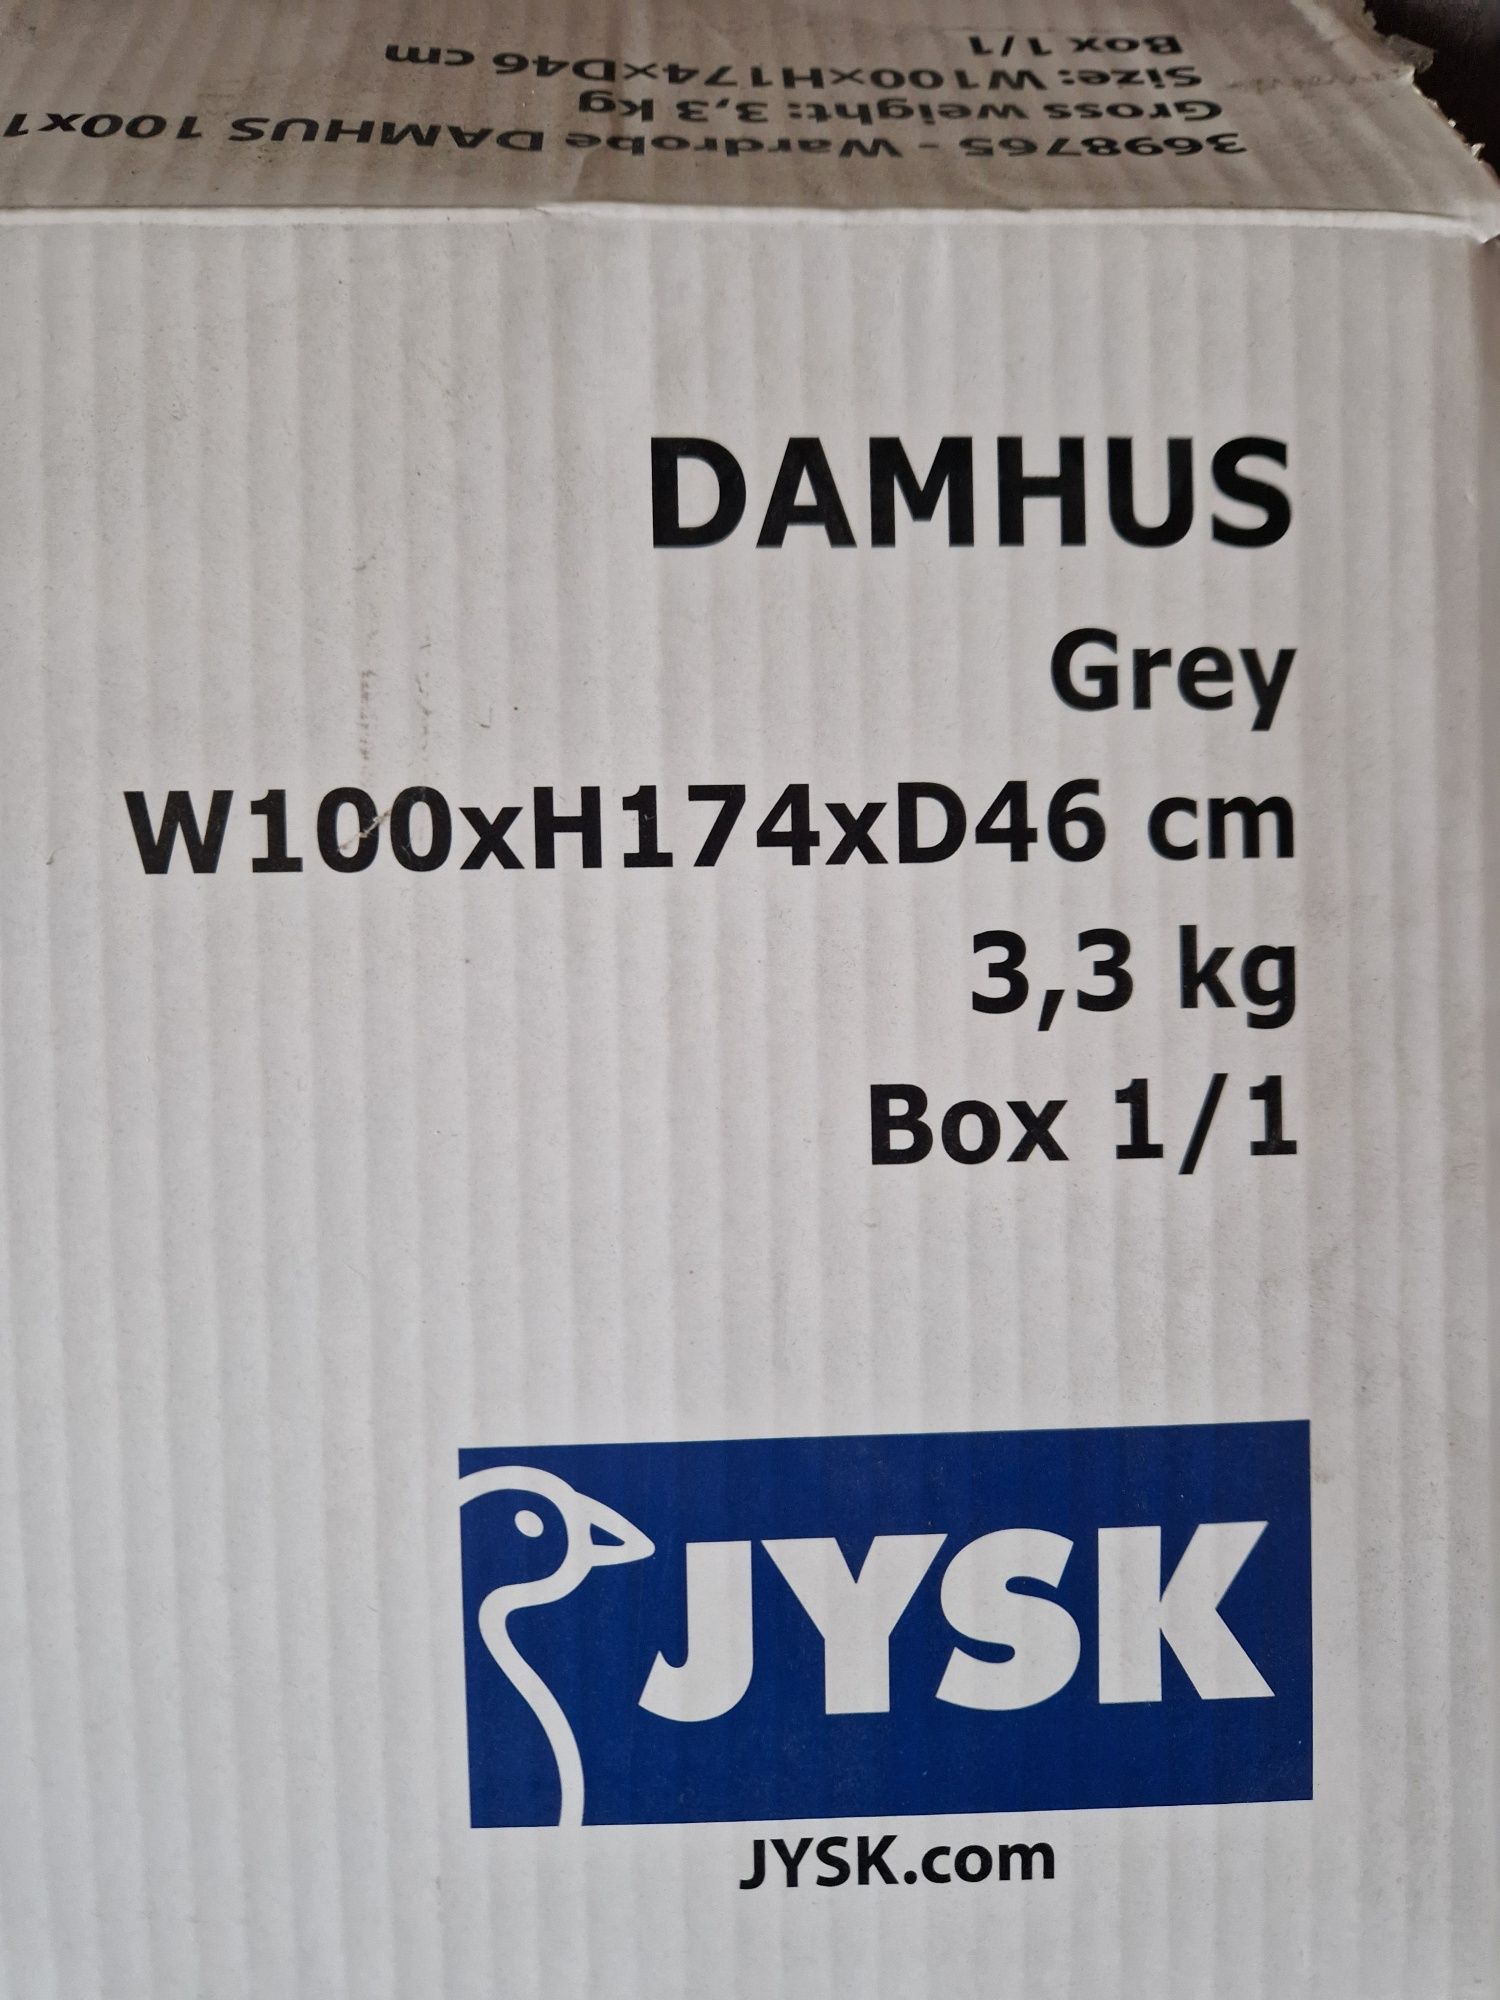 3698765 - Wardrobe DAMHUS 100x1
Gross weight: 3,3 kg
Size: W100xH174xD46 cm
Box 1/1
DAMHUS
Grey
W100xH174xD46 cm
3,3 kg
Box 1/1
JYSK
JYSK.com